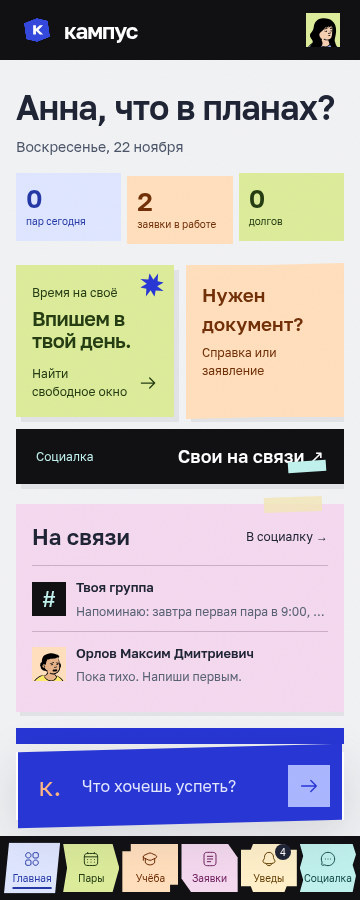 K кампус
Анна, что в планах?
Воскресенье, 22 ноября
0
пар сегодня
2
заявки в работе
0
долгов
Время на своё
Впишем в
твой день.
Найти
свободное окно →
Нужен
документ?
Справка или
заявление
Социалка
Свои на связи ↗
На связи
В социалку →
#
Твоя группа
Напоминаю: завтра первая пара в 9:00, ...
Орлов Максим Дмитриевич
Пока тихо. Напиши первым.
К.
Что хочешь успеть? →
Главная
Пары
Учёба
Заявки
4
Уведы
Социалка